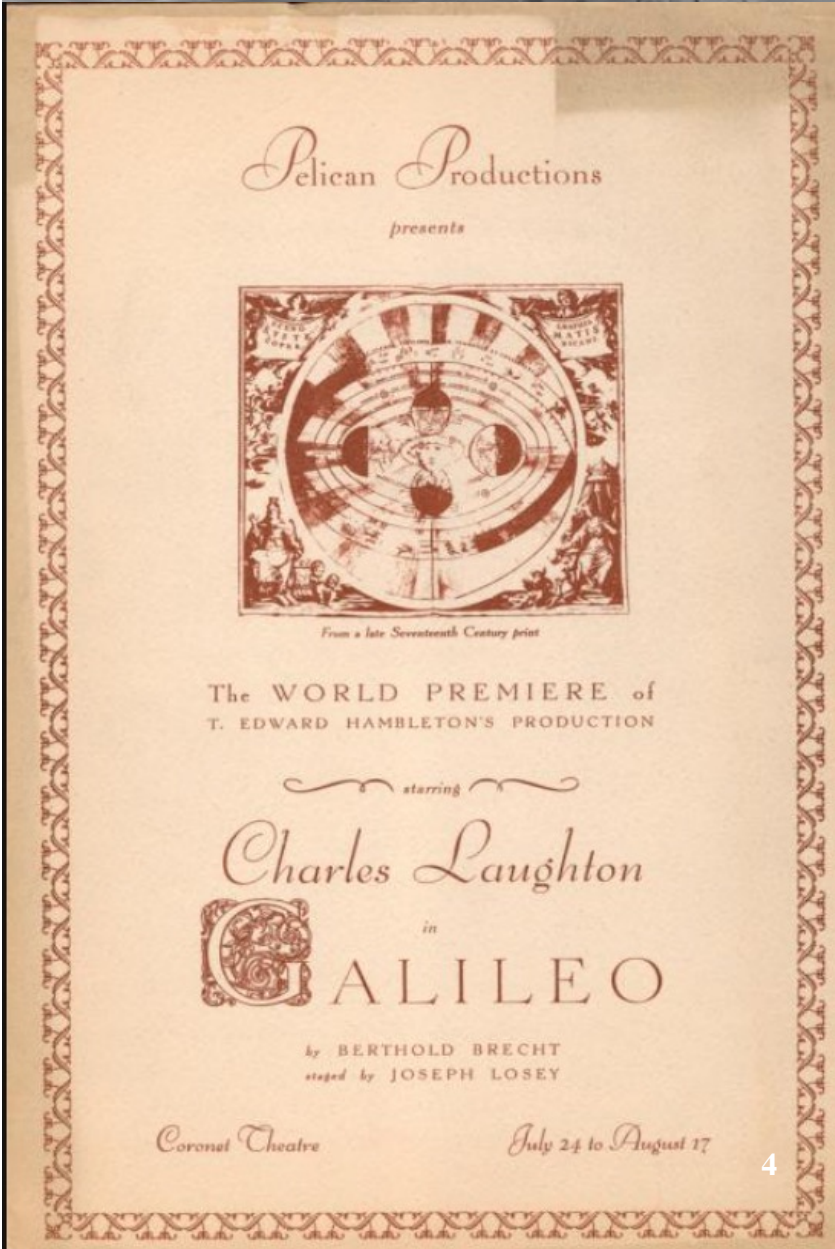 Pelican Productions
presents
From a late Seventeenth Century print
The WORLD PREMIERE of
T. EDWARD HAMBLETON'S PRODUCTION
starring
Charles Laughton
in
GALILEO
by BERTHOLD BRECHT
staged by JOSEPH LOSEY
Coronet Theatre
July 24 to August 17
4